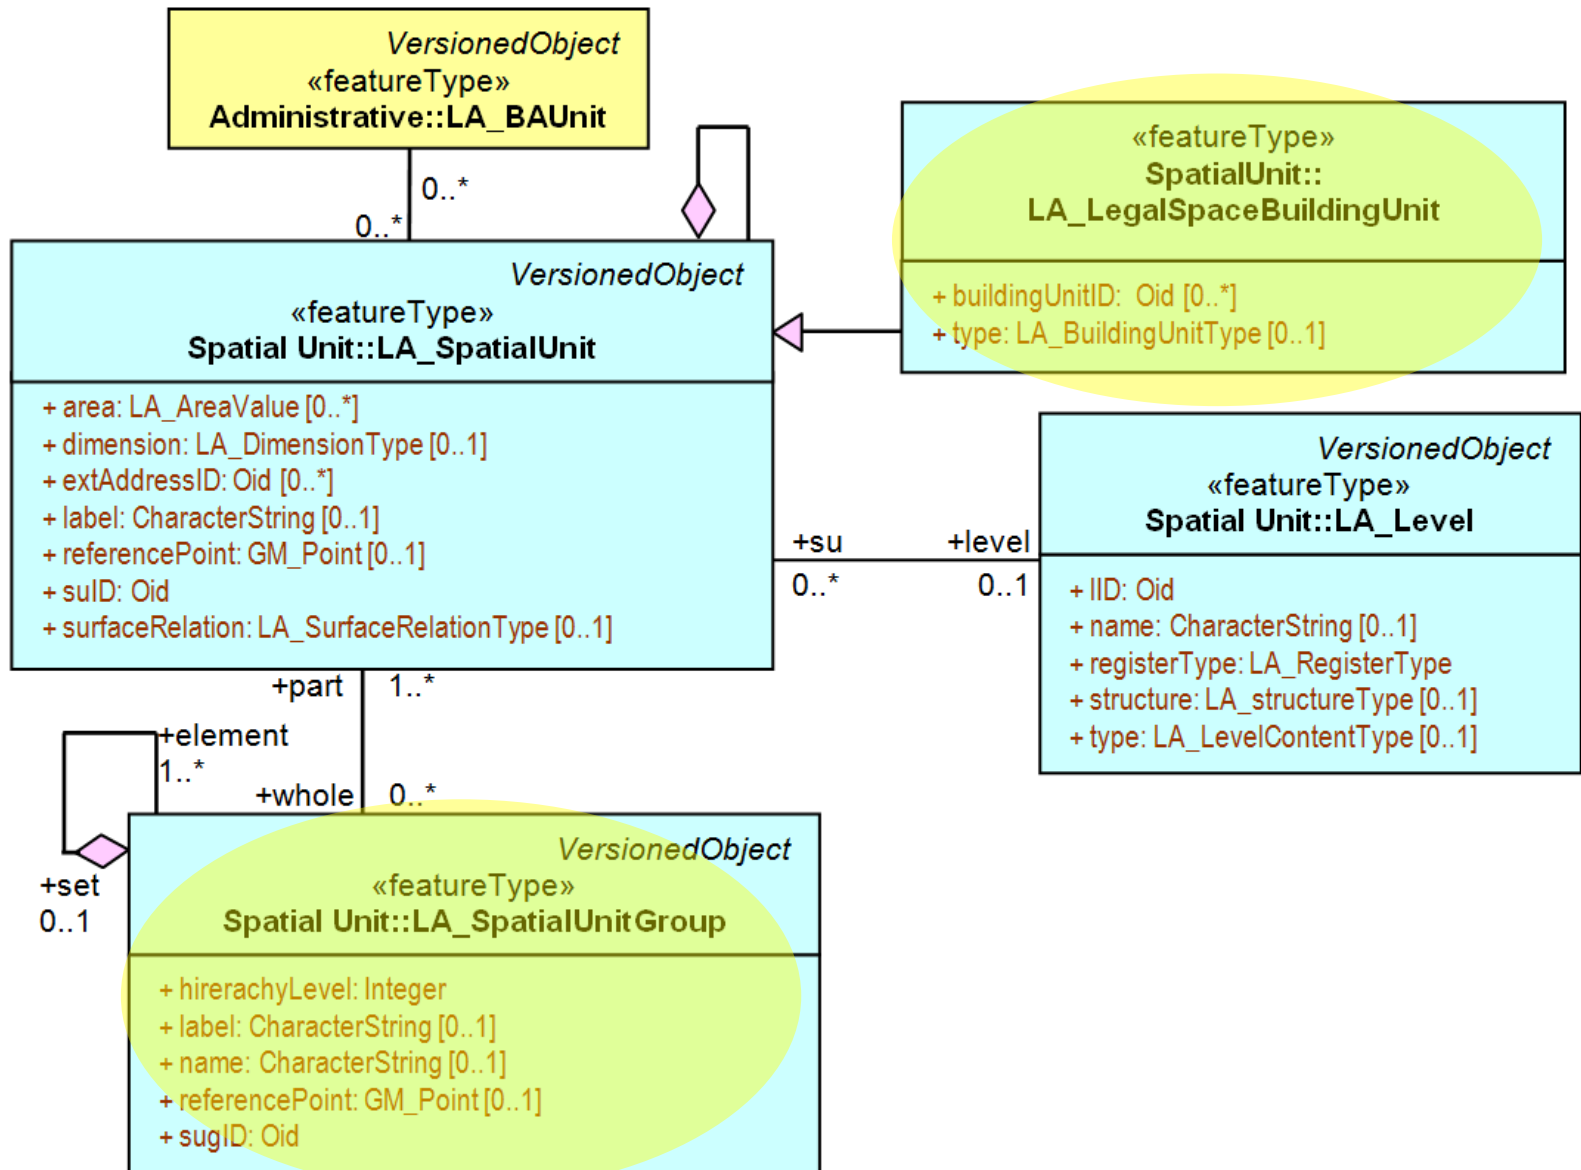 VersionedObject
«featureType»
Administrative::LA_BAUnit
0..*
0..*
«featureType»
SpatialUnit::
LA_LegalSpaceBuildingUnit
+ buildingUnitID: Oid [0..*]
+ type: LA_BuildingUnitType [0..1]
VersionedObject
«featureType»
Spatial Unit::LA_SpatialUnit
+ area: LA_AreaValue [0..*]
+ dimension: LA_DimensionType [0..1]
+ extAddressID: Oid [0..*]
+ label: CharacterString [0..1]
+ referencePoint: GM_Point [0..1]
+ suID: Oid
+ surfaceRelation: LA_SurfaceRelationType [0..1]
+su
0..*
+level
0..1
VersionedObject
«featureType»
Spatial Unit::LA_Level
+ lID: Oid
+ name: CharacterString [0..1]
+ registerType: LA_RegisterType
+ structure: LA_structureType [0..1]
+ type: LA_LevelContentType [0..1]
+part
1..*
+element
1..*
+whole
0..*
+set
0..1
VersionedObject
«featureType»
Spatial Unit::LA_SpatialUnitGroup
+ hirerachyLevel: Integer
+ label: CharacterString [0..1]
+ name: CharacterString [0..1]
+ referencePoint: GM_Point [0..1]
+ sugID: Oid